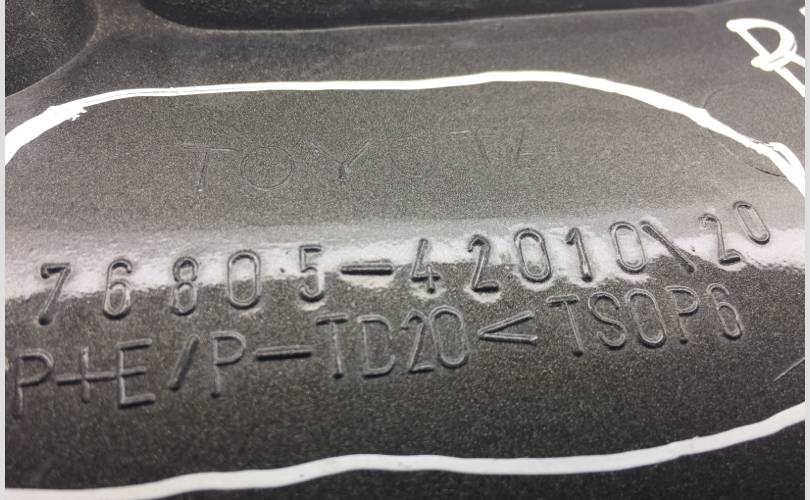 TOYOTA
76805-42010\20
P+E/P-TD20< TSOP6
R